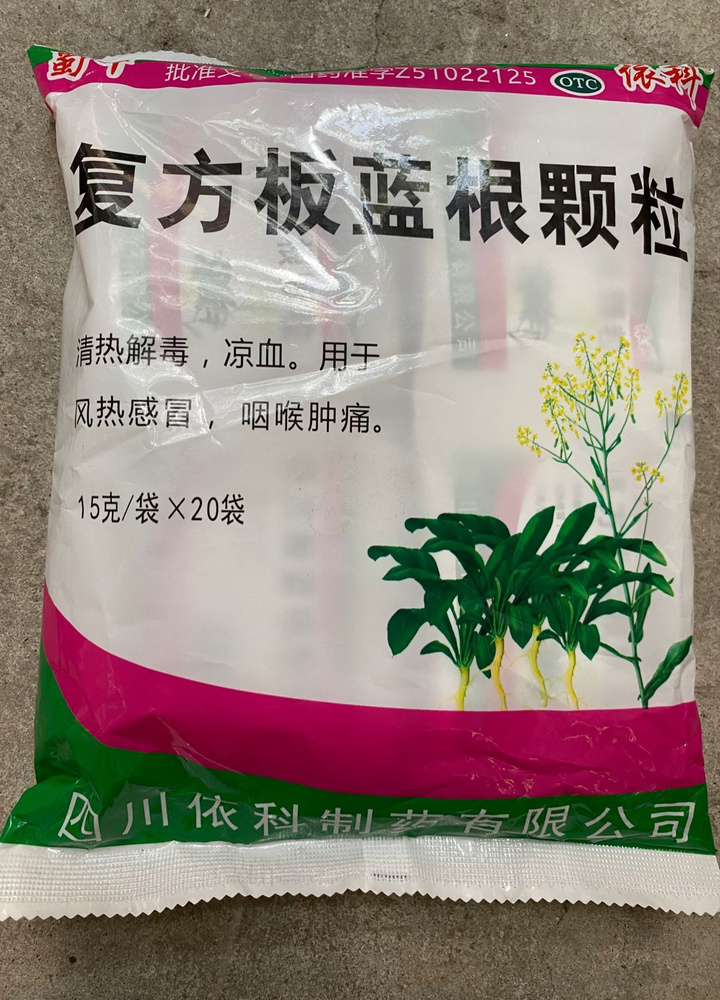 蜀中
批准文号：国药准字Z51022125
OTC
依科
复方板蓝根颗粒
清热解毒，凉血。用于
风热感冒，咽喉肿痛。
15克/袋×20袋
四川依科制药有限公司